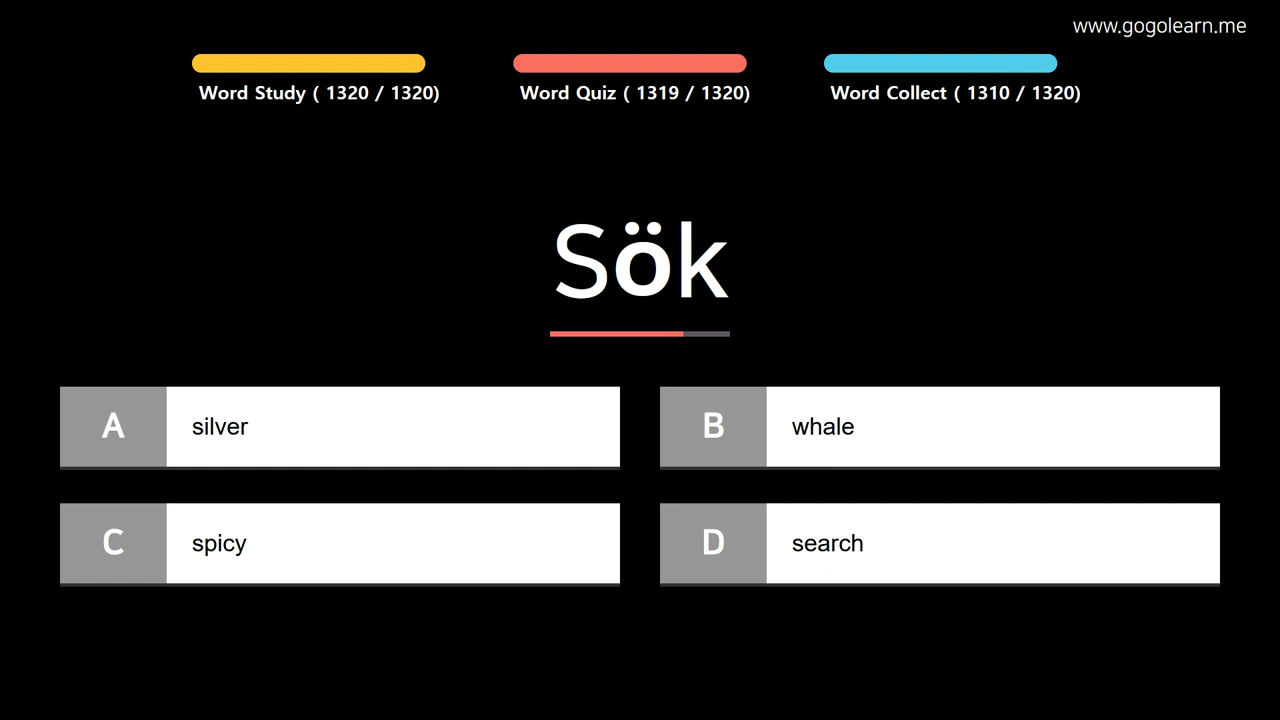 www.gogolearn.me
Word Study ( 1320 / 1320)
Word Quiz ( 1319 / 1320)
Word Collect ( 1310 / 1320)
Sök
A silver
B whale
C spicy
D search